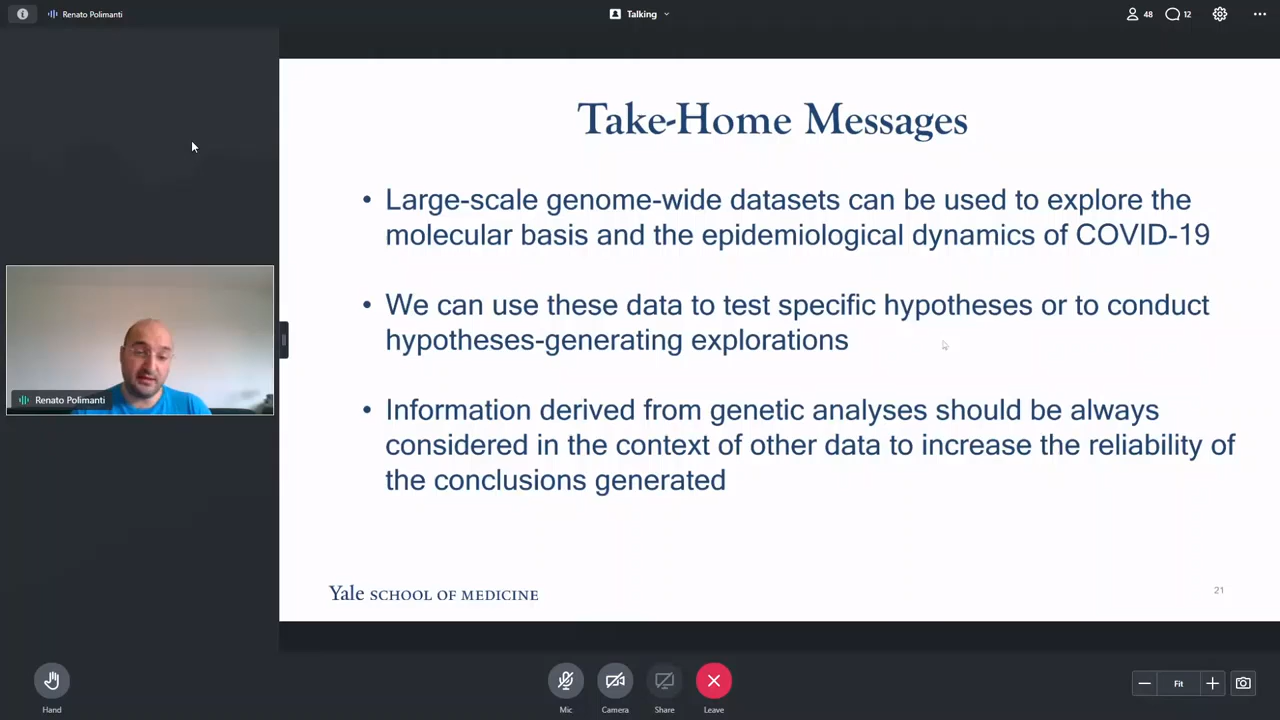 Renato Polimanti
Talking
48
12
Take-Home Messages
• Large-scale genome-wide datasets can be used to explore the
molecular basis and the epidemiological dynamics of COVID-19
• We can use these data to test specific hypotheses or to conduct
hypotheses-generating explorations
• Information derived from genetic analyses should be always
considered in the context of other data to increase the reliability of
the conclusions generated
Renato Polimanti
Yale SCHOOL OF MEDICINE
21
Hand
Mic
Camera
Share
Leave
Fit